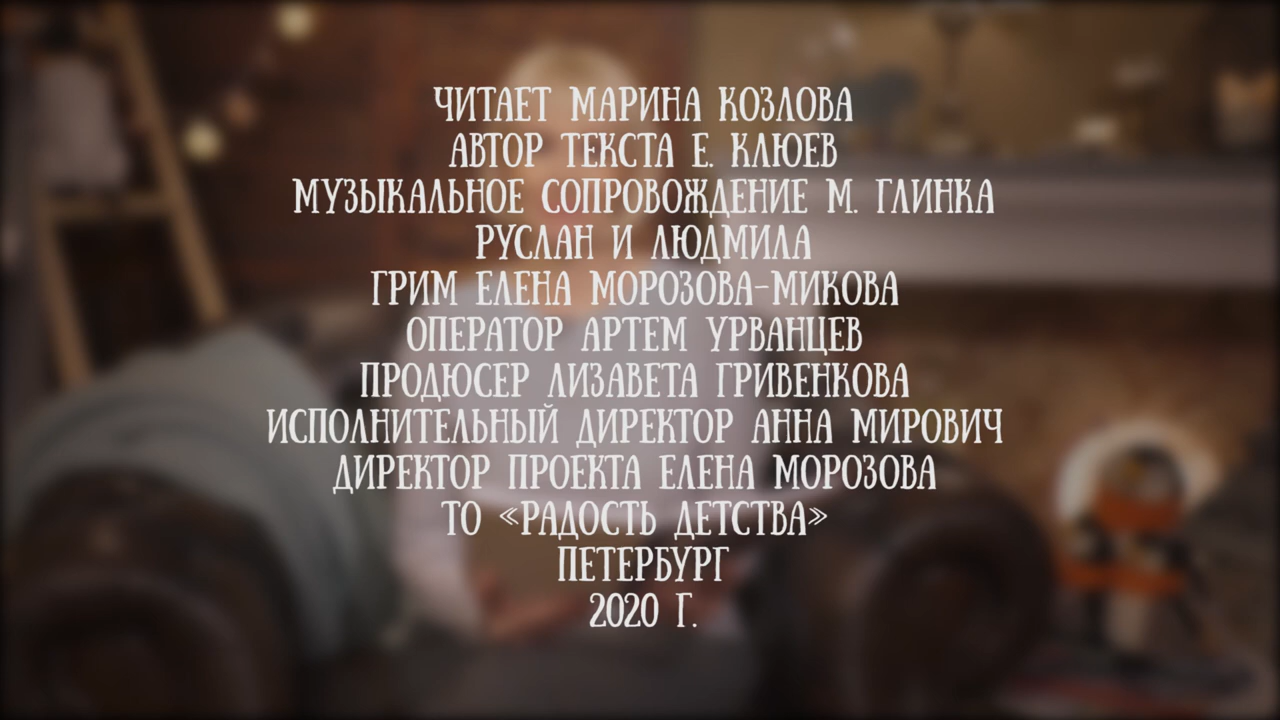 ЧИТАЕТ МАРИНА КОЗЛОВА
АВТОР ТЕКСТА Е. КЛЮЕВ
МУЗЫКАЛЬНОЕ СОПРОВОЖДЕНИЕ М. ГЛИНКА
РУСЛАН И ЛЮДМИЛА
ГРИМ ЕЛЕНА МОРОЗОВА-МИКОВА
ОПЕРАТОР АРТЕМ УРВАНЦЕВ
ПРОДЮСЕР ЛИЗАВЕТА ГРИВЕНКОВА
ИСПОЛНИТЕЛЬНЫЙ ДИРЕКТОР АННА МИРОВИЧ
ДИРЕКТОР ПРОЕКТА ЕЛЕНА МОРОЗОВА
ТО «РАДОСТЬ ДЕТСТВА»
ПЕТЕРБУРГ
2020 Г.